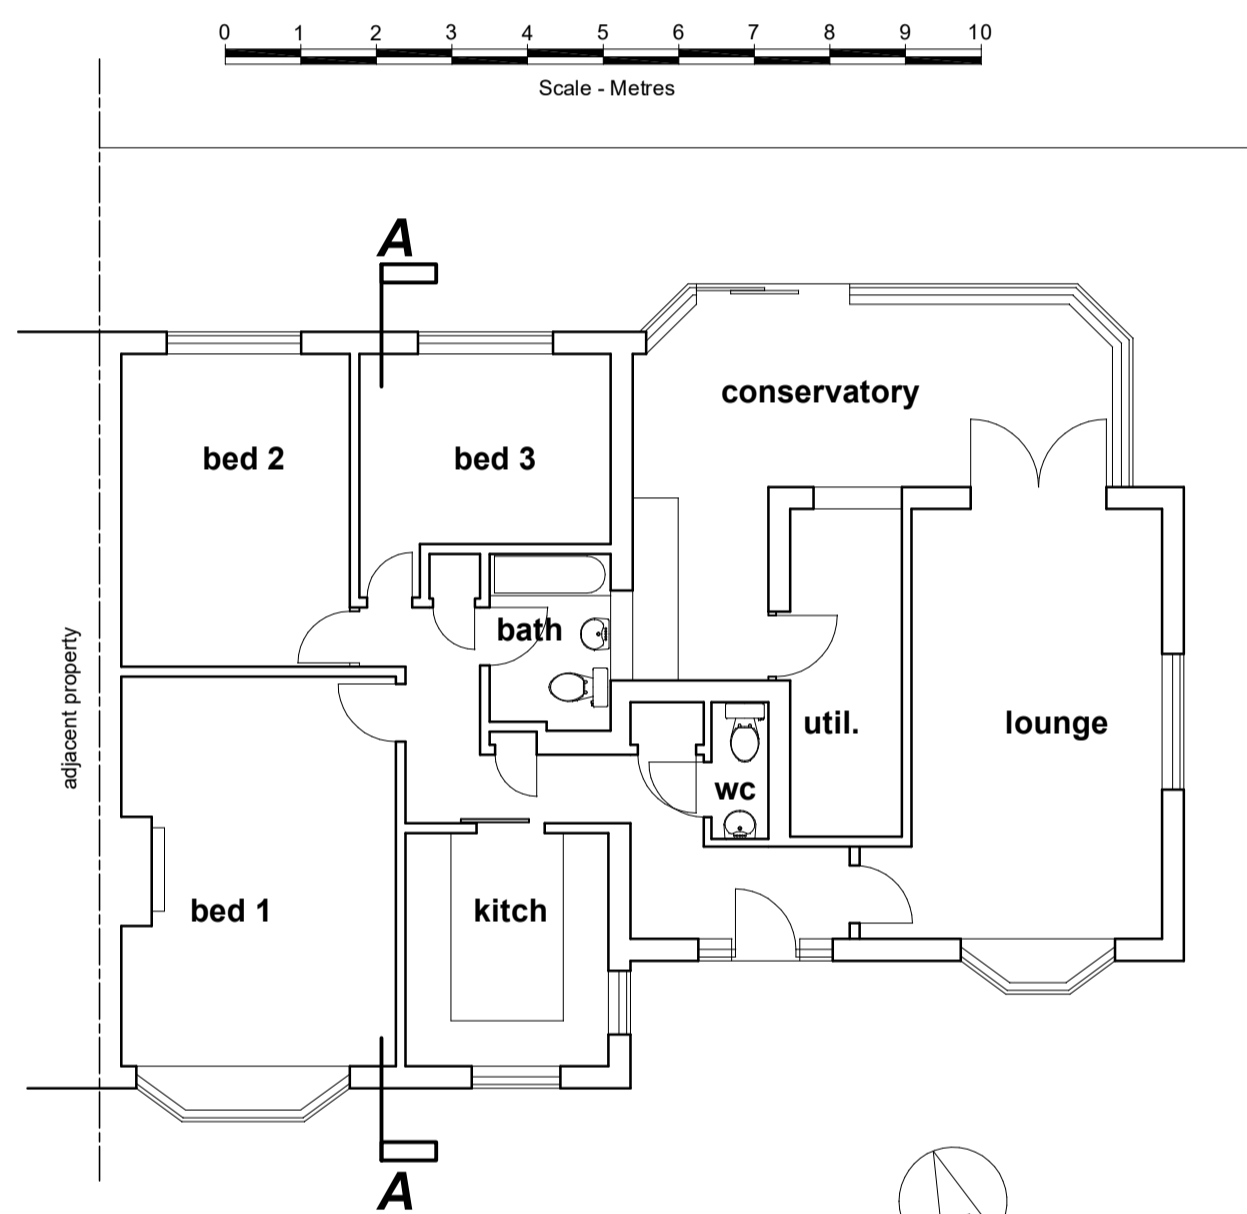 0 1 2 3 4 5 6 7 8 9 10
Scale - Metres
A
conservatory
bed 2
bed 3
bath
adjacent property
util.
lounge
wc
bed 1
kitch
A